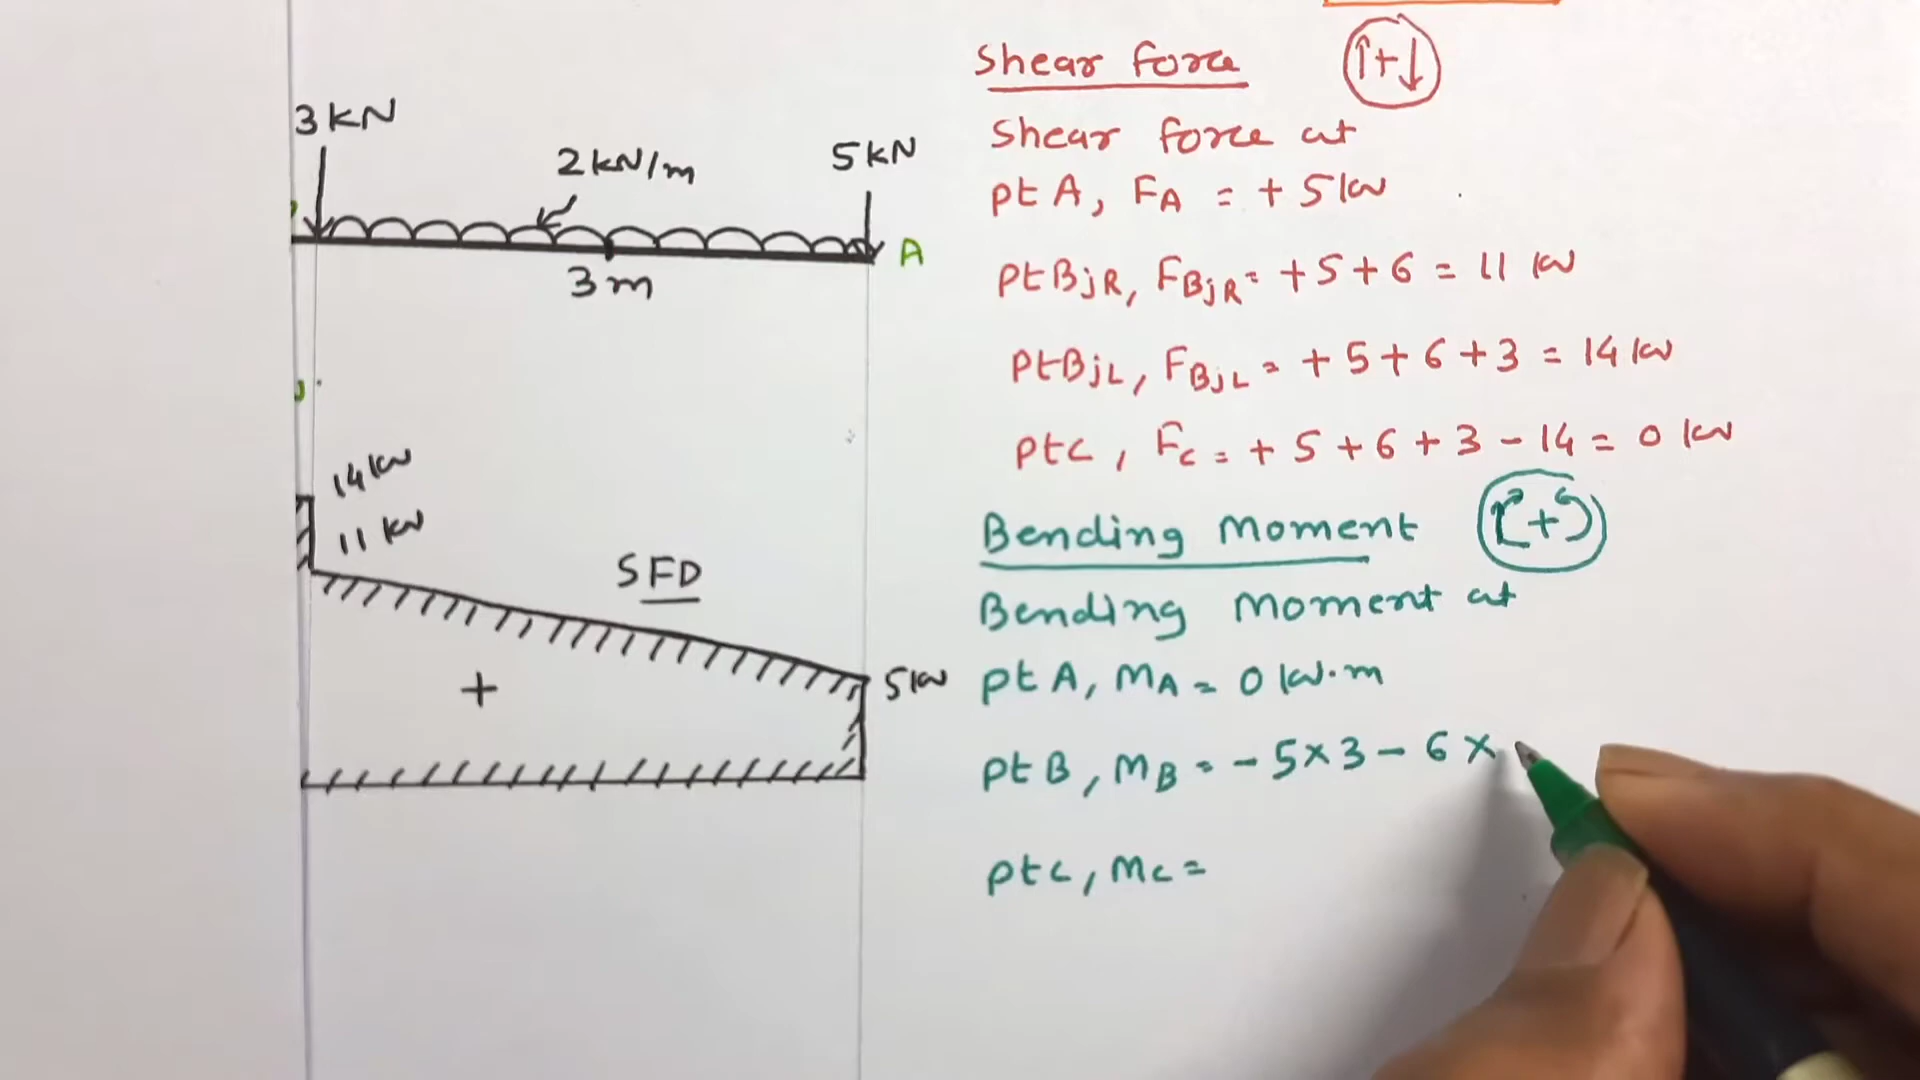 3 kN
2 kN/m
5 kN
A
3 m
14 kN
11 kN
SFD
+
5 kN
Shear force ↑+↓
Shear force at
pt A, FA = + 5 kN
pt BjR, FBjR = + 5 + 6 = 11 kN
pt BjL, FBjL = + 5 + 6 + 3 = 14 kN
pt C, FC = + 5 + 6 + 3 - 14 = 0 kN
Bending Moment +
Bending Moment at
pt A, MA = 0 kN.m
pt B, MB = - 5 × 3 - 6 ×
pt C, MC =